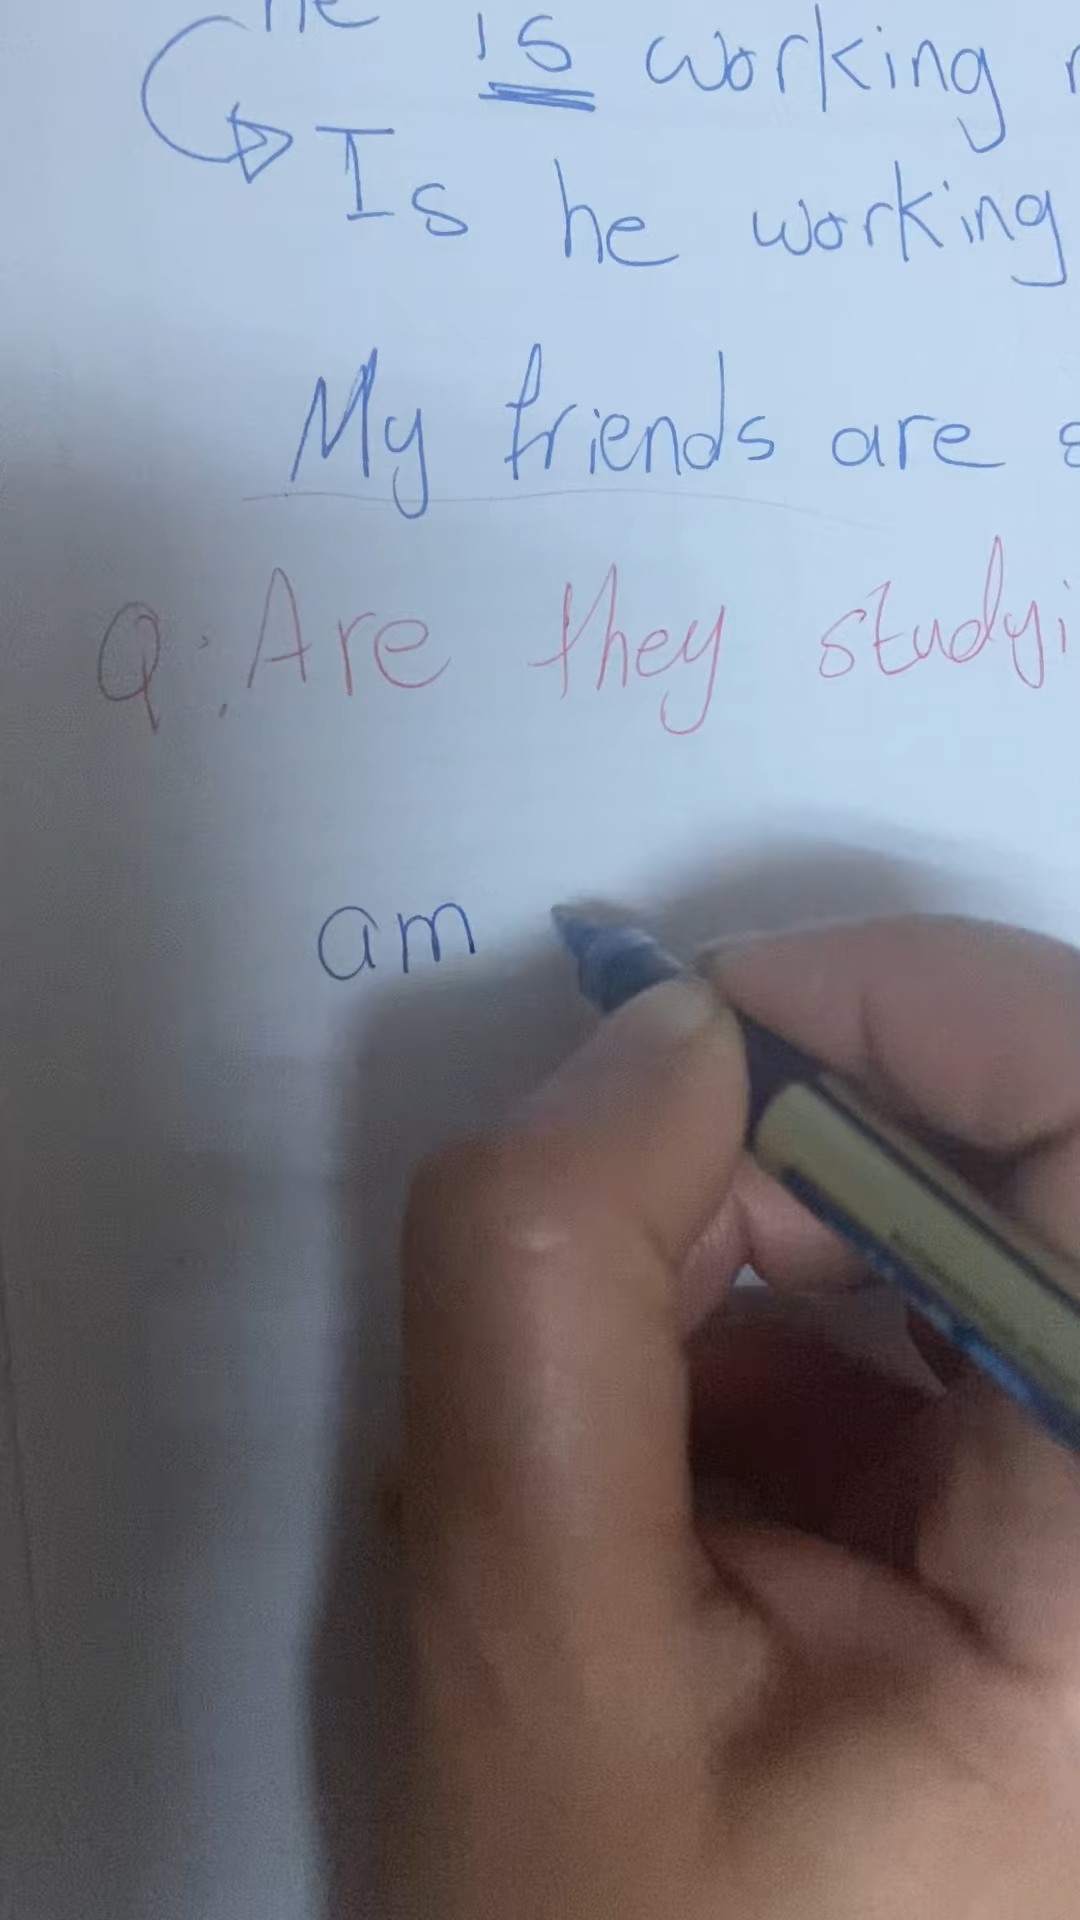 is working
Is he working
My friends are
Q: Are they
am